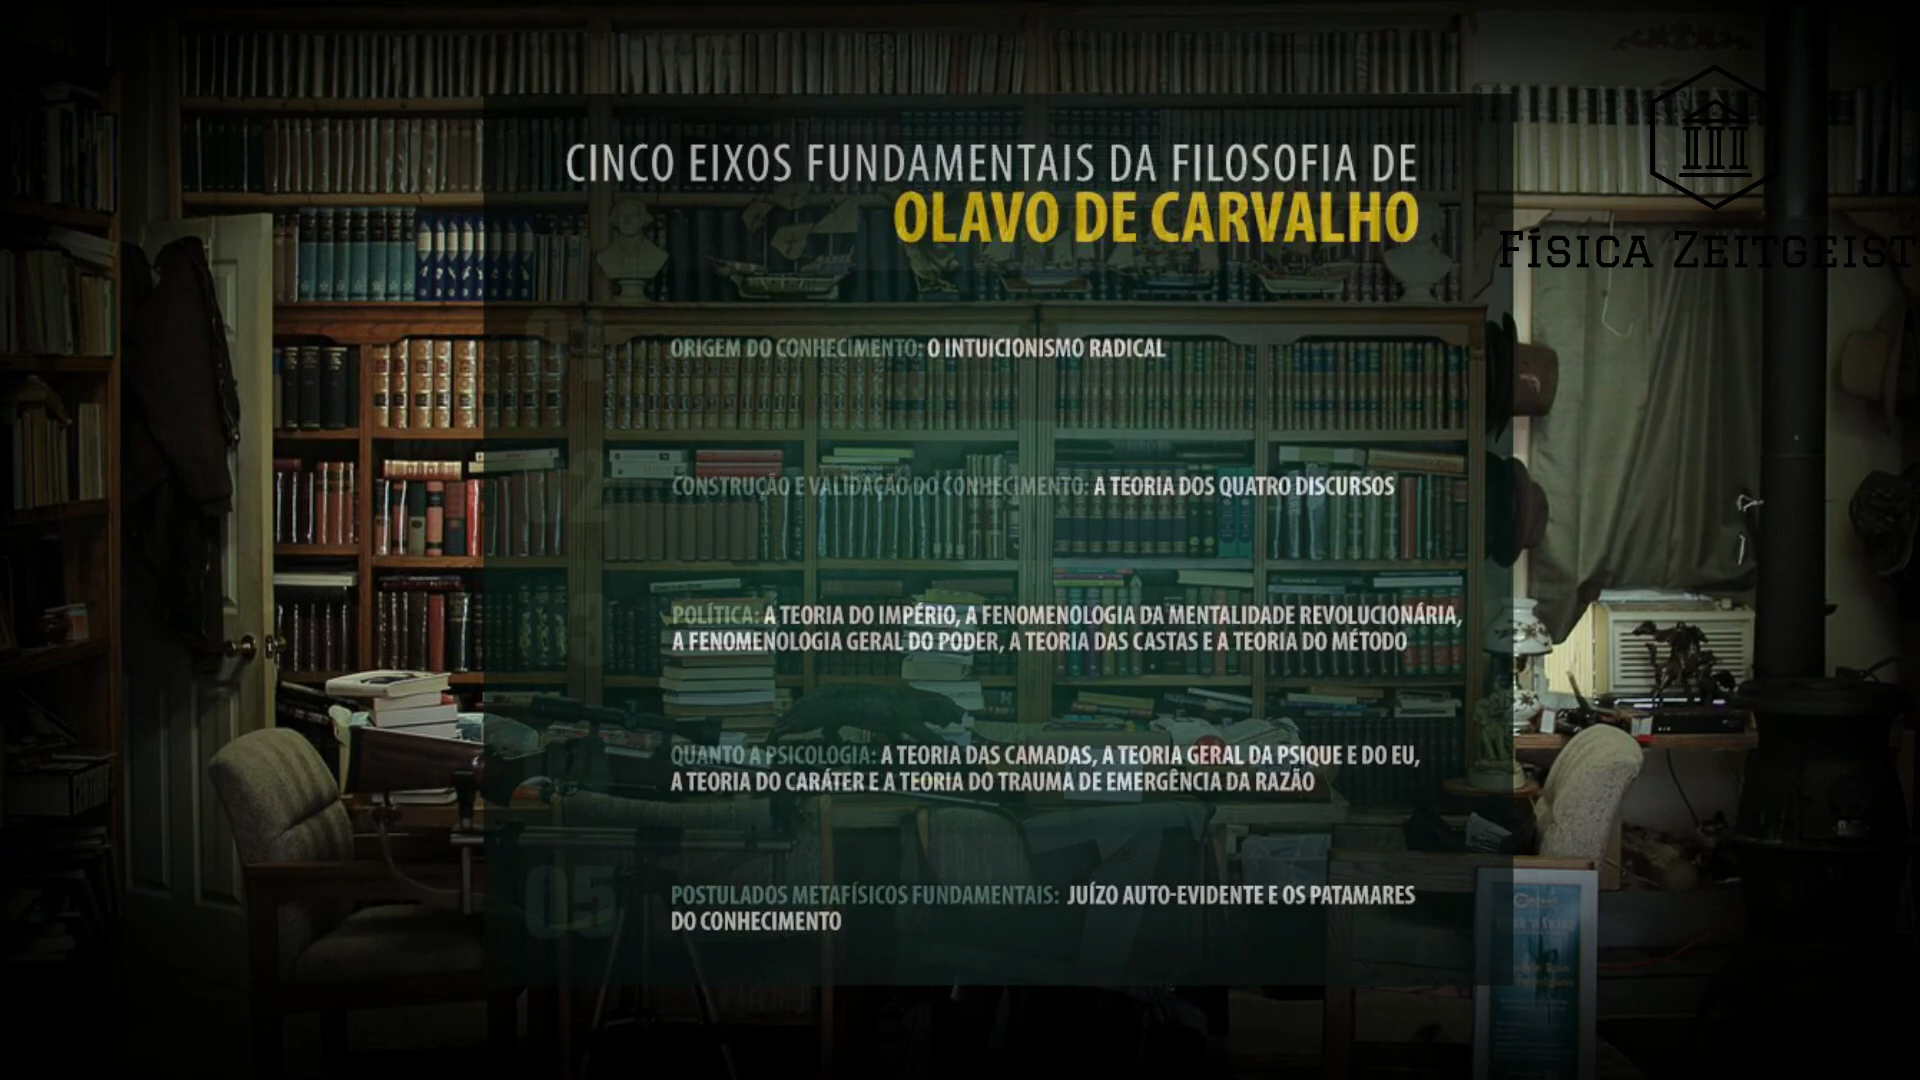 CINCO EIXOS FUNDAMENTAIS DA FILOSOFIA DE
OLAVO DE CARVALHO
FÍSICA ZEITGEIST
ORIGEM DO CONHECIMENTO: O INTUICIONISMO RADICAL
02
CONSTRUÇÃO E VALIDAÇÃO DO CONHECIMENTO: A TEORIA DOS QUATRO DISCURSOS
POLÍTICA: A TEORIA DO IMPÉRIO, A FENOMENOLOGIA DA MENTALIDADE REVOLUCIONÁRIA,
A FENOMENOLOGIA GERAL DO PODER, A TEORIA DAS CASTAS E A TEORIA DO MÉTODO
QUANTO A PSICOLOGIA: A TEORIA DAS CAMADAS, A TEORIA GERAL DA PSIQUE E DO EU,
A TEORIA DO CARÁTER E A TEORIA DO TRAUMA DE EMERGÊNCIA DA RAZÃO
05
POSTULADOS METAFÍSICOS FUNDAMENTAIS: JUÍZO AUTO-EVIDENTE E OS PATAMARES
DO CONHECIMENTO